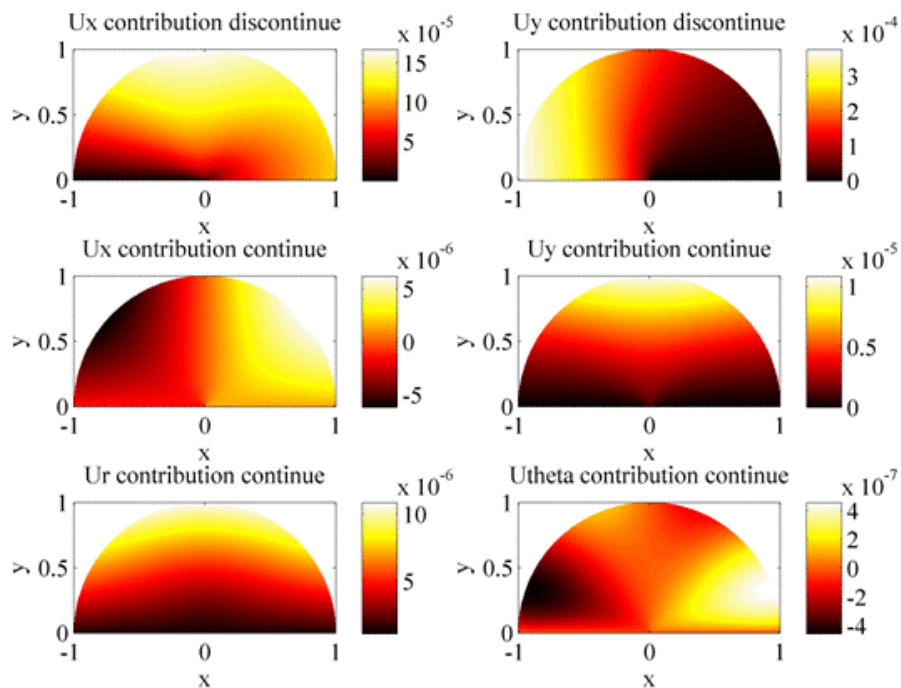 Ux contribution discontinue
x 10^-5
1
0.5
0
y
-1
0
1
x
15
10
5
Uy contribution discontinue
x 10^-4
1
0.5
0
y
-1
0
1
x
3
2
1
0
Ux contribution continue
x 10^-6
1
0.5
0
y
-1
0
1
x
5
0
-5
Uy contribution continue
x 10^-5
1
0.5
0
y
-1
0
1
x
1
0.5
0
Ur contribution continue
x 10^-6
1
0.5
0
y
-1
0
1
x
10
5
Utheta contribution continue
x 10^-7
1
0.5
0
y
-1
0
1
x
4
2
0
-2
-4